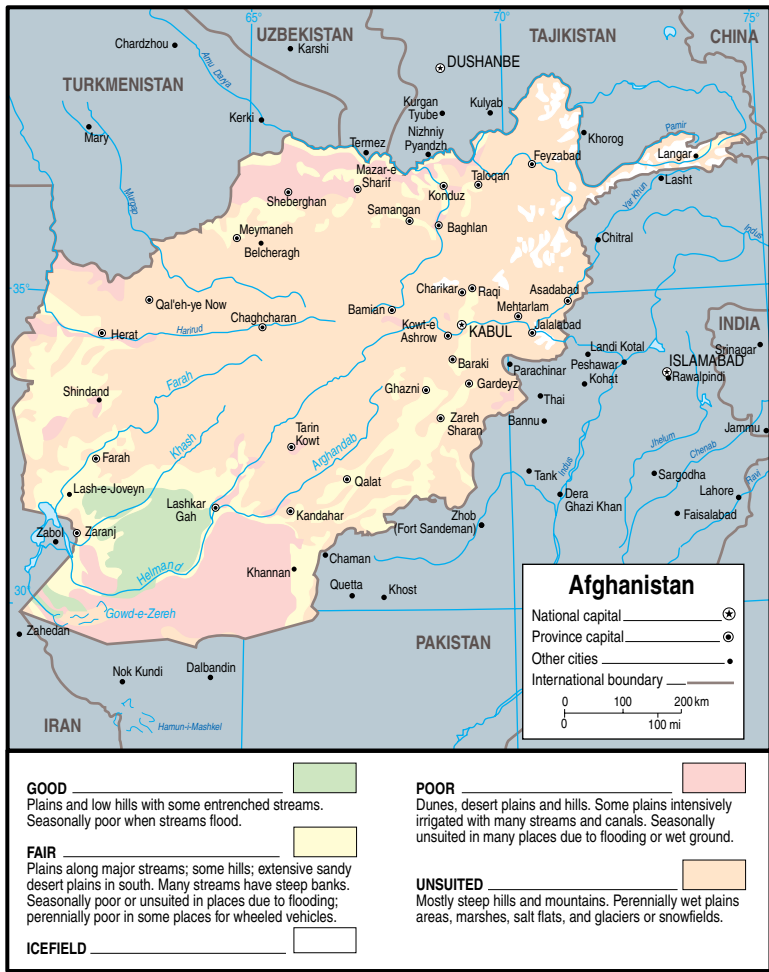 65
70
75
UZBEKISTAN
TAJIKISTAN
CHINA
Chardzhou
Karshi
DUSHANBE
Amu. Darya
TURKMENISTAN
Kurgan
Tyube
Kulyab
Kerki
Nizhniy
Pyandzh
Mary
Termez
Khorog
Pamir
Langar
Feyzabad
Mazar-e
Sharif
Taloqan
Konduz
Lasht
Sheberghan
Murgap
Yar Khun
Samangan
Baghlan
Meymaneh
Belcheragh
Chitral
Indus
35°
Charikar
Raqi
Asadabad
Qal'eh-ye Now
Bamian
Mehtarlam
Chaghcharan
INDIA
Herat
Harirud
Kowt-e
Ashrow
KABUL
Jalalabad
Landi Kotal
Srinagar
Baraki
Parachinar
Peshawar
ISLAMABAD
Farah
Gardeyz
Kohat
Rawalpindi
Shindand
Ghazni
Thai
Khash
Tarin
Kowt
Zareh
Sharan
Bannu
Jammu
Arghandab
Jhelum
Chenab
Farah
Tank
Indus
Sargodha
Ravi
Lash-e-Joveyn
Qalat
Lashkar
Gah
Dera
Ghazi Khan
Lahore
Kandahar
Zhob
(Fort Sandeman)
Faisalabad
Zabol
Zaranj
Chaman
Helmand
Khannan
Quetta
Khost
30
Gowd-e-Zereh
Zahedan
PAKISTAN
Nok Kundi
Dalbandin
IRAN
Hamun-i-Mashkel
Afghanistan
National capital
Province capital
Other cities
International boundary
0 100 200 km
0 100 mi
GOOD
Plains and low hills with some entrenched streams.
Seasonally poor when streams flood.
FAIR
Plains along major streams; some hills; extensive sandy
desert plains in south. Many streams have steep banks.
Seasonally poor or unsuited in places due to flooding;
perennially poor in some places for wheeled vehicles.
ICEFIELD
POOR
Dunes, desert plains and hills. Some plains intensively
irrigated with many streams and canals. Seasonally
unsuited in many places due to flooding or wet ground.
UNSUITED
Mostly steep hills and mountains. Perennially wet plains
areas, marshes, salt flats, and glaciers or snowfields.